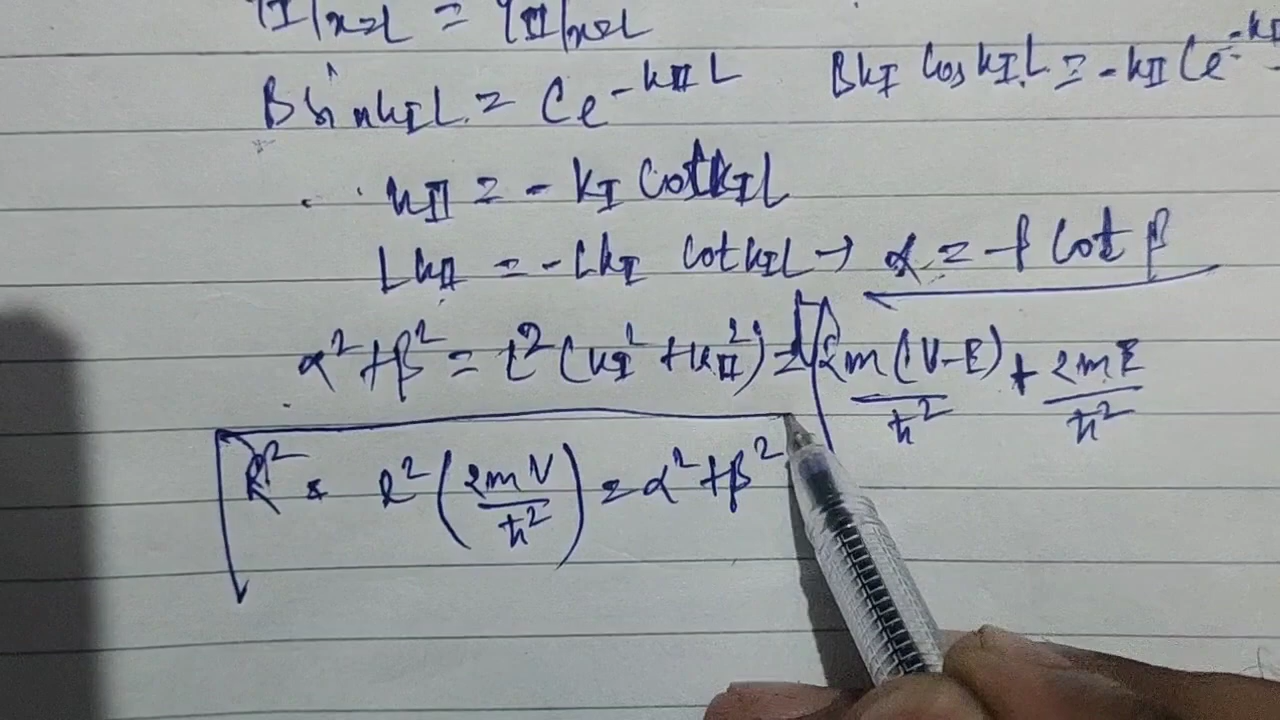 ψI|x=L = ψII|x=L
B sin kIL = Ce^{-kIIL} BkI Cos kIL = -kII Ce^{-kII
kII = -kI Cot kIL
LkII = -LkI cot kIL → α = -β Cot β
α² + β² = L² (kI² + kII²) = L² [2m(V-E)/ħ² + 2mE/ħ²
R² = L² (2mV/ħ²) = α² + β²